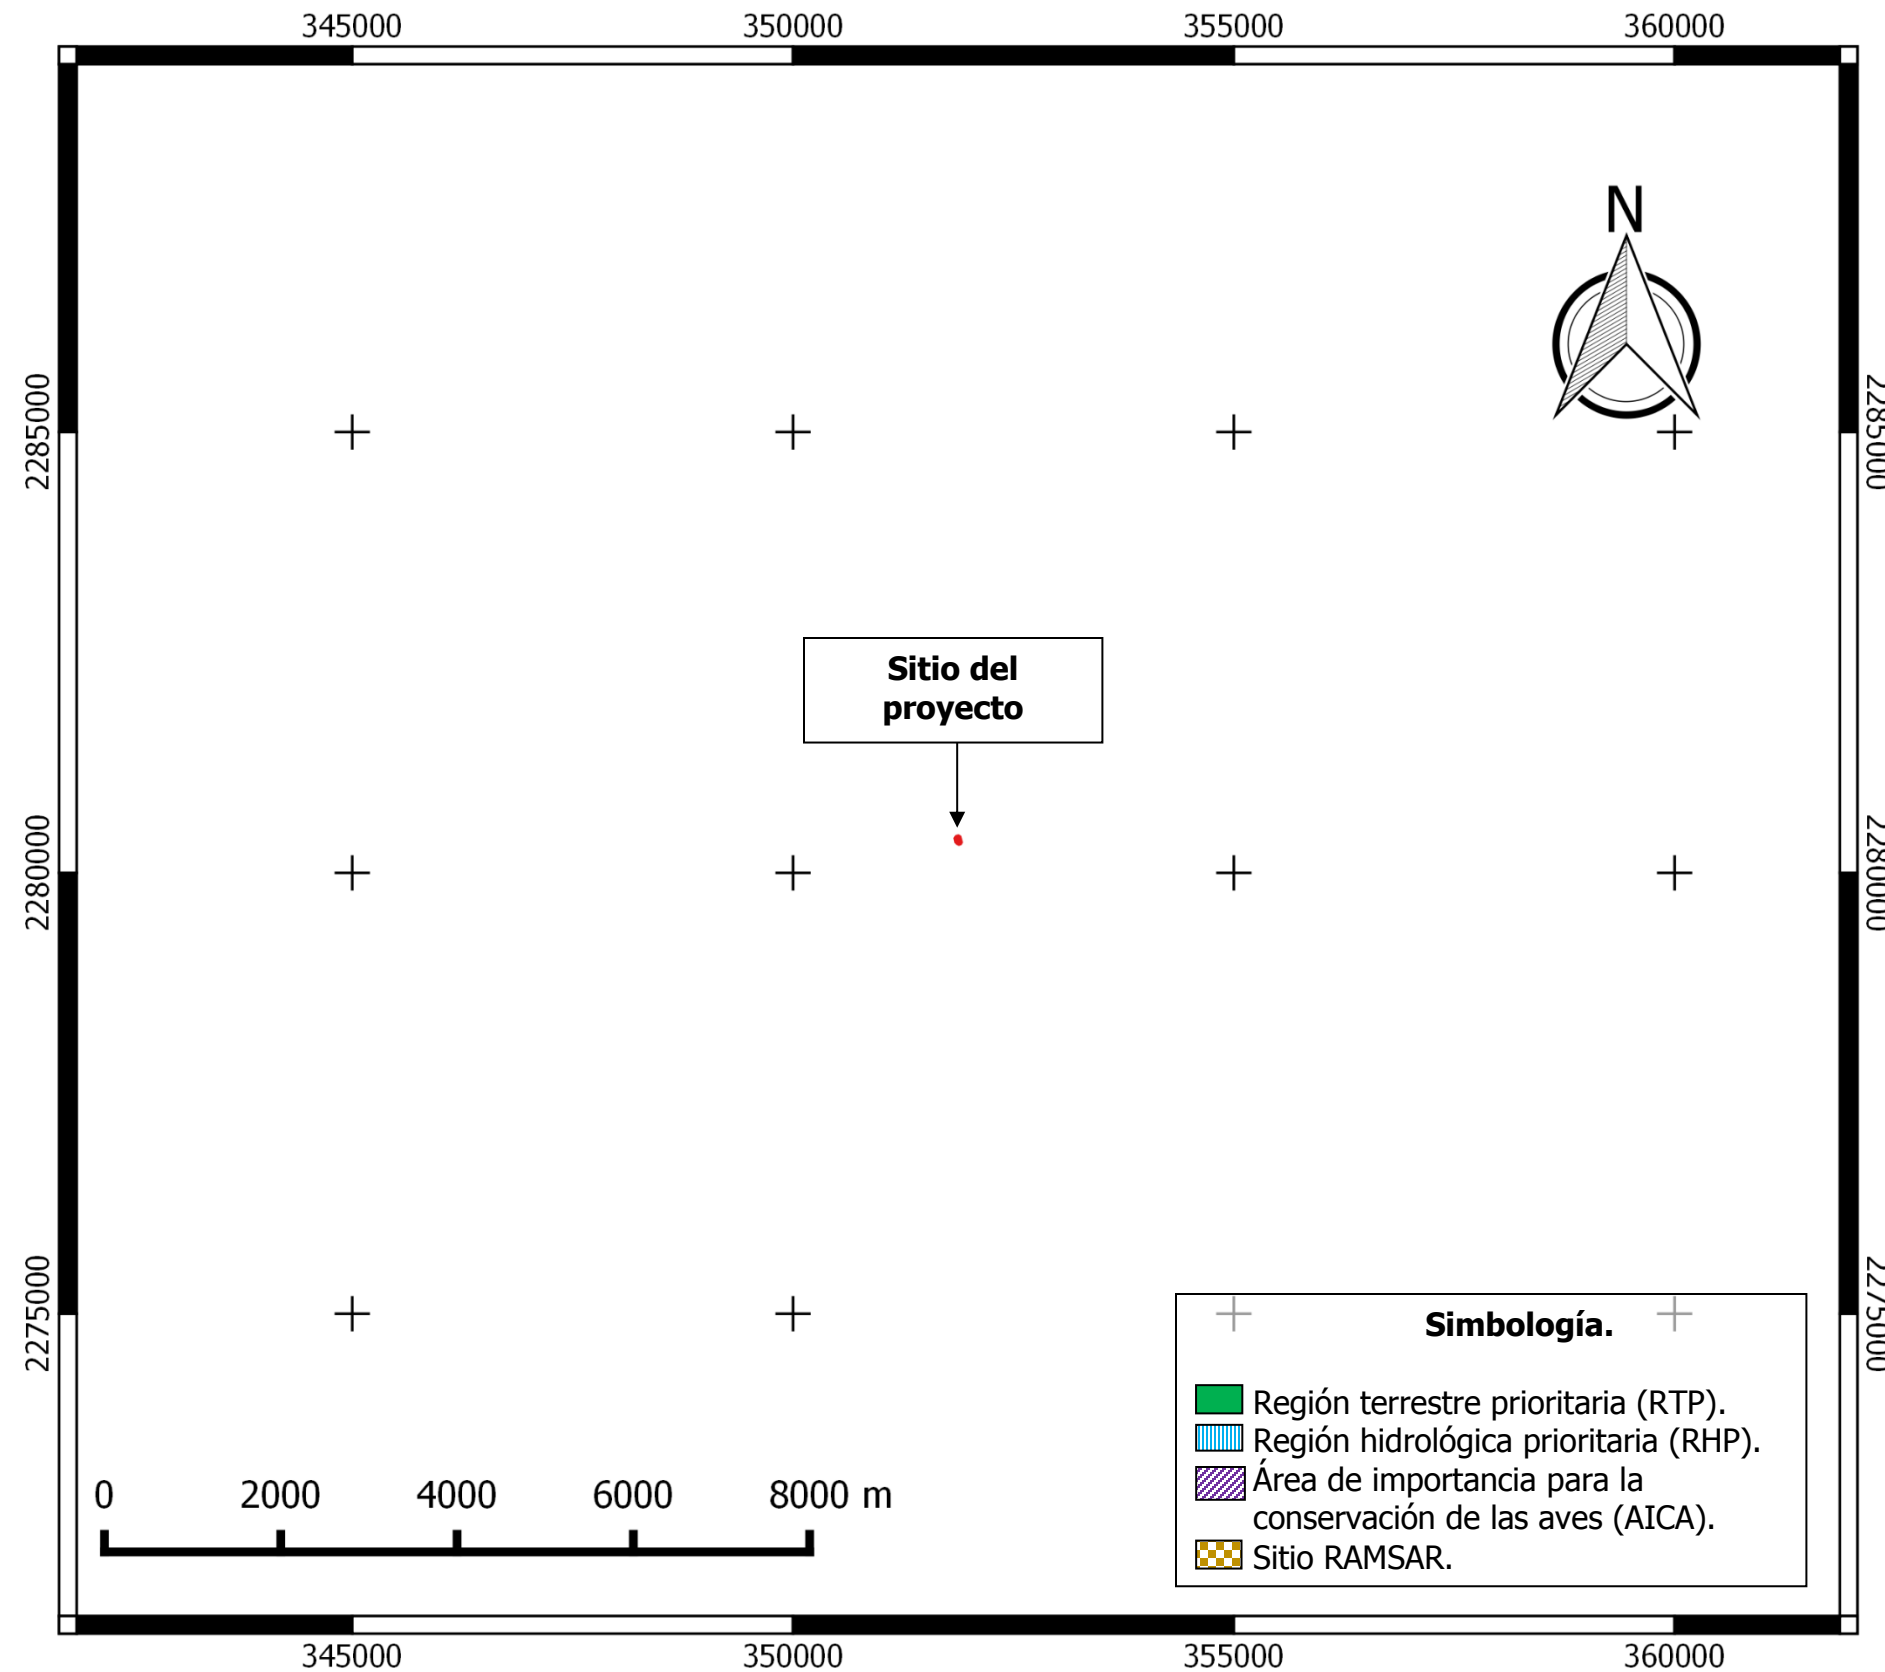 345000 350000 355000 360000
N
2285000 2285000
Sitio del
proyecto
2280000 2280000
2275000 2275000
Simbología.
Región terrestre prioritaria (RTP).
Región hidrológica prioritaria (RHP).
Área de importancia para la
conservación de las aves (AICA).
Sitio RAMSAR.
0 2000 4000 6000 8000 m
345000 350000 355000 360000